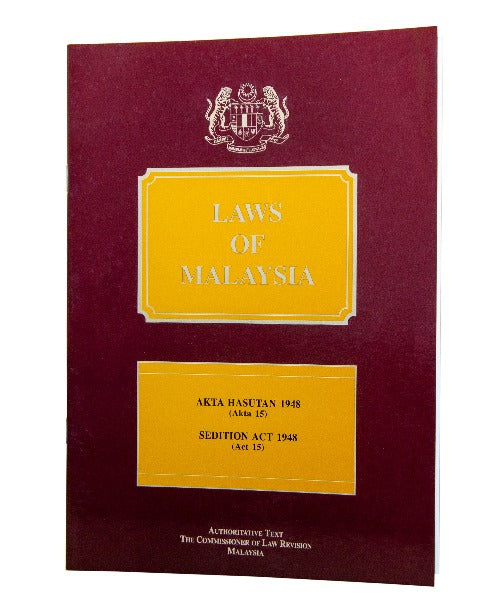 LAWS
OF
MALAYSIA
AKTA HASUTAN 1948
(Akta 15)
SEDITION ACT 1948
(Act 15)
AUTHORITATIVE TEXT
THE COMMISSIONER OF LAW REVISION
MALAYSIA